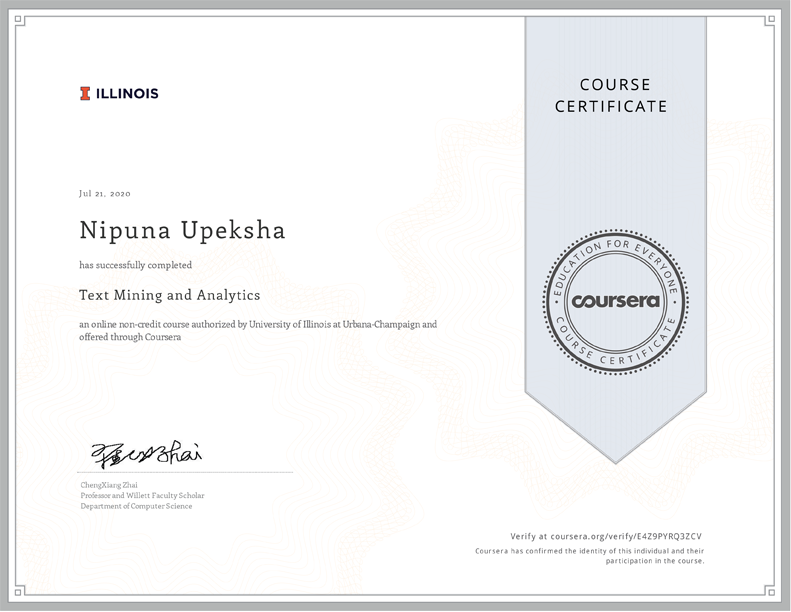 ILLINOIS
COURSE
CERTIFICATE
Jul 21, 2020
Nipuna Upeksha
has successfully completed
Text Mining and Analytics
an online non-credit course authorized by University of Illinois at Urbana-Champaign and
offered through Coursera
EDUCATION FOR EVERYONE
coursera
COURSE CERTIFICATE
ChengXiang Zhai
Professor and Willett Faculty Scholar
Department of Computer Science
Verify at coursera.org/verify/E4Z9PYRQ3ZCV
Coursera has confirmed the identity of this individual and their
participation in the course.